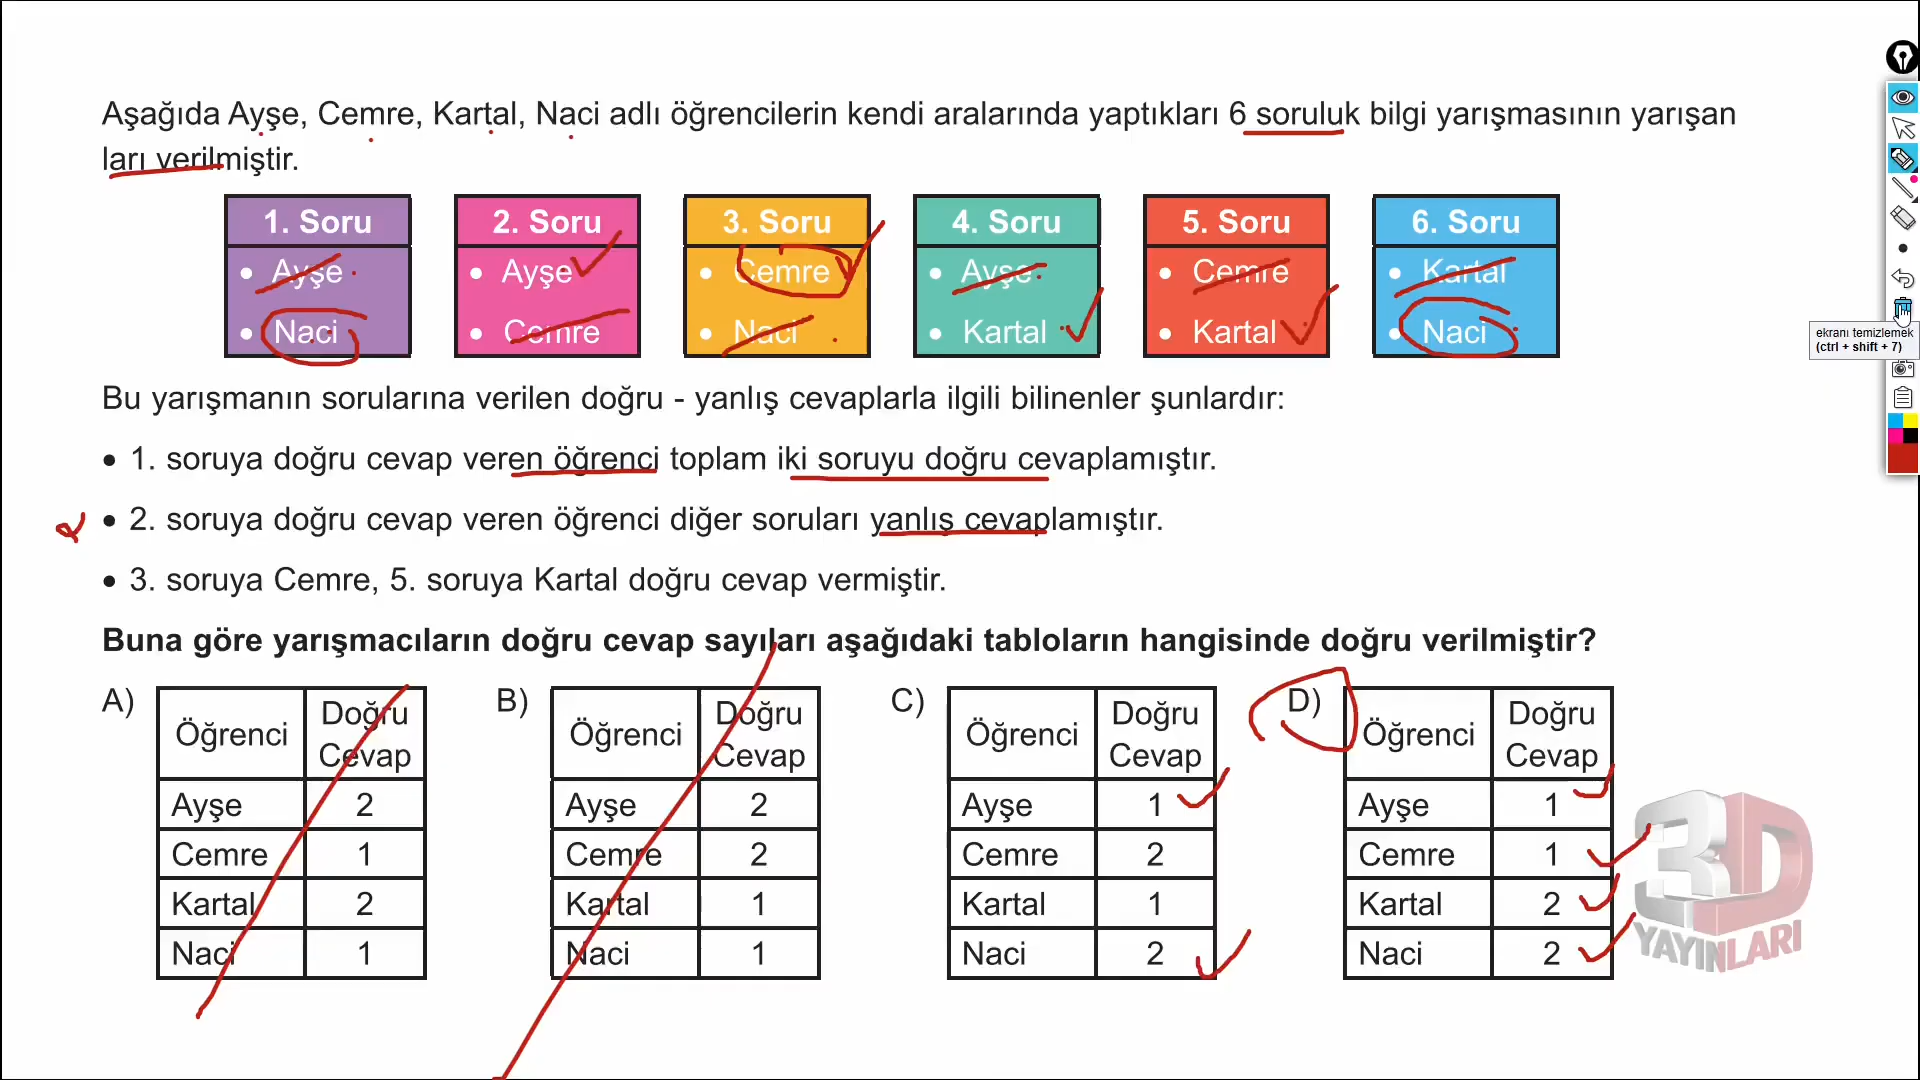 Aşağıda Ayşe, Cemre, Kartal, Naci adlı öğrencilerin kendi aralarında yaptıkları 6 soruluk bilgi yarışmasının yarışan
ları verilmiştir.
1. Soru
• Ayşe
• Naci
2. Soru
• Ayşe
• Cemre
3. Soru
• Cemre
• Naci
4. Soru
• Ayşe
• Kartal
5. Soru
• Cemre
• Kartal
6. Soru
• Kartal
• Naci
ekranı temizlemek
(ctrl + shift + 7)
Bu yarışmanın sorularına verilen doğru - yanlış cevaplarla ilgili bilinenler şunlardır:
• 1. soruya doğru cevap veren öğrenci toplam iki soruyu doğru cevaplamıştır.
• 2. soruya doğru cevap veren öğrenci diğer soruları yanlış cevaplamıştır.
• 3. soruya Cemre, 5. soruya Kartal doğru cevap vermiştir.
Buna göre yarışmacıların doğru cevap sayıları aşağıdaki tabloların hangisinde doğru verilmiştir?
A)
Öğrenci Doğru Cevap
Ayşe 2
Cemre 1
Kartal 2
Naci 1
B)
Öğrenci Doğru Cevap
Ayşe 2
Cemre 2
Kartal 1
Naci 1
C)
Öğrenci Doğru Cevap
Ayşe 1
Cemre 2
Kartal 1
Naci 2
D)
Öğrenci Doğru Cevap
Ayşe 1
Cemre 1
Kartal 2
Naci 2
3D
YAYINLARI